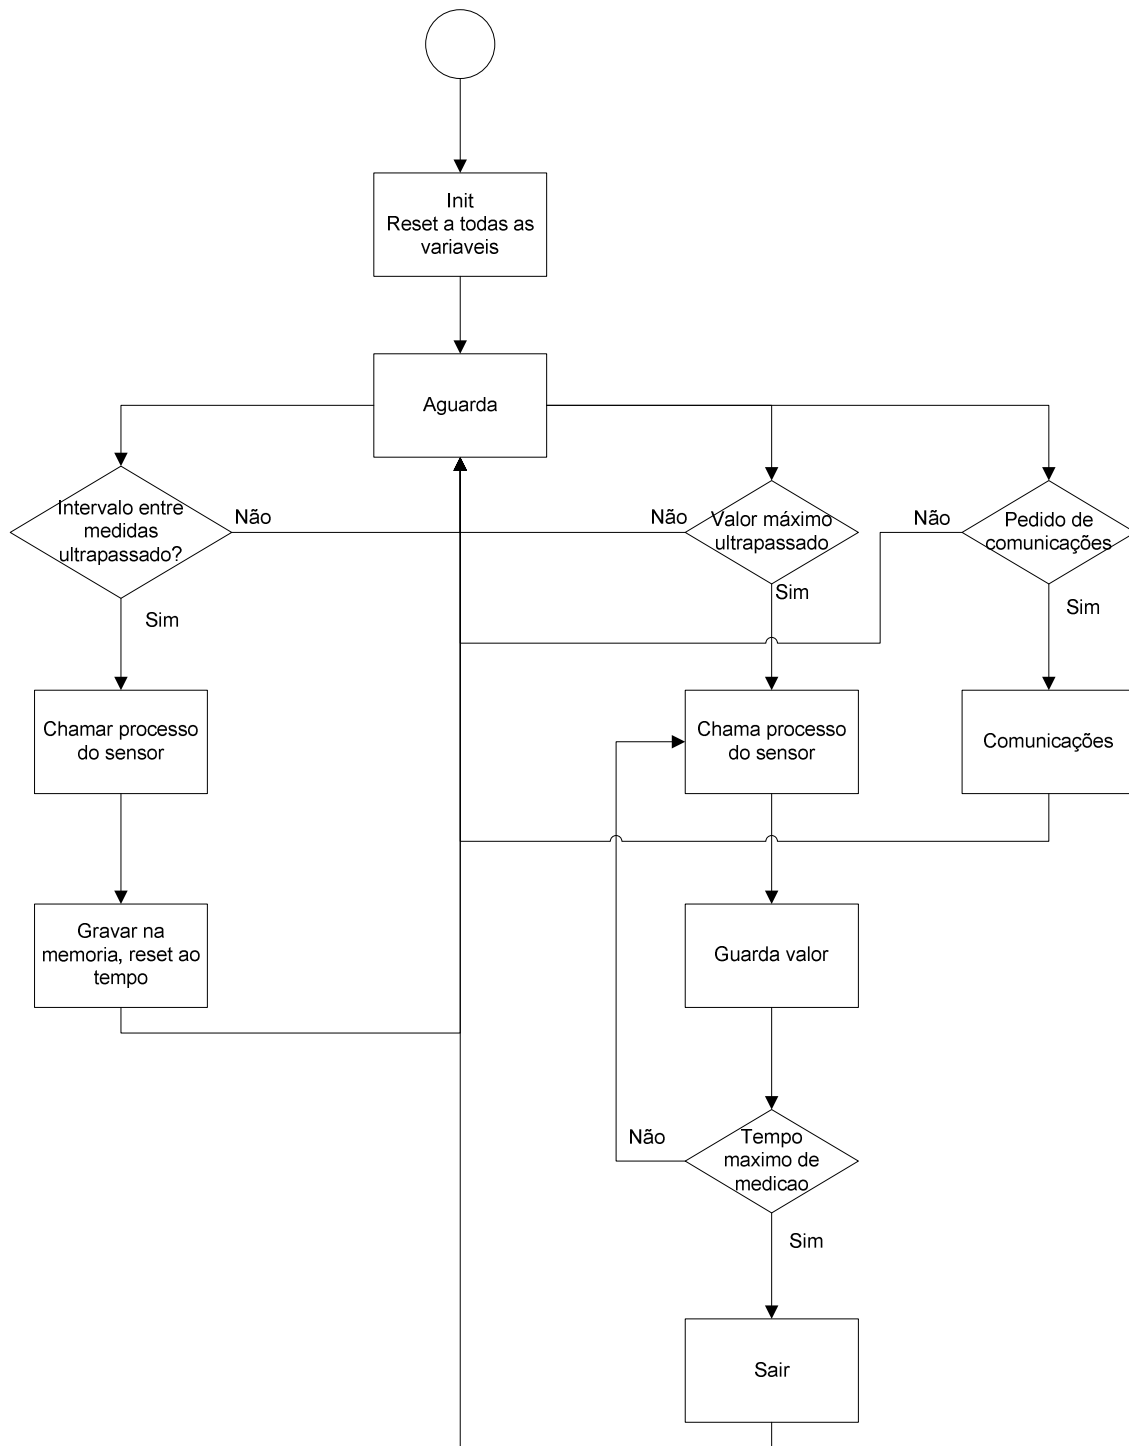 Init
Reset a todas as
variaveis
Aguarda
Intervalo entre
medidas
ultrapassado?
Não
Não
Valor máximo
ultrapassado
Não
Pedido de
comunicações
Sim
Sim
Sim
Chamar processo
do sensor
Chama processo
do sensor
Comunicações
Gravar na
memoria, reset ao
tempo
Guarda valor
Não
Tempo
maximo de
medicao
Sim
Sair